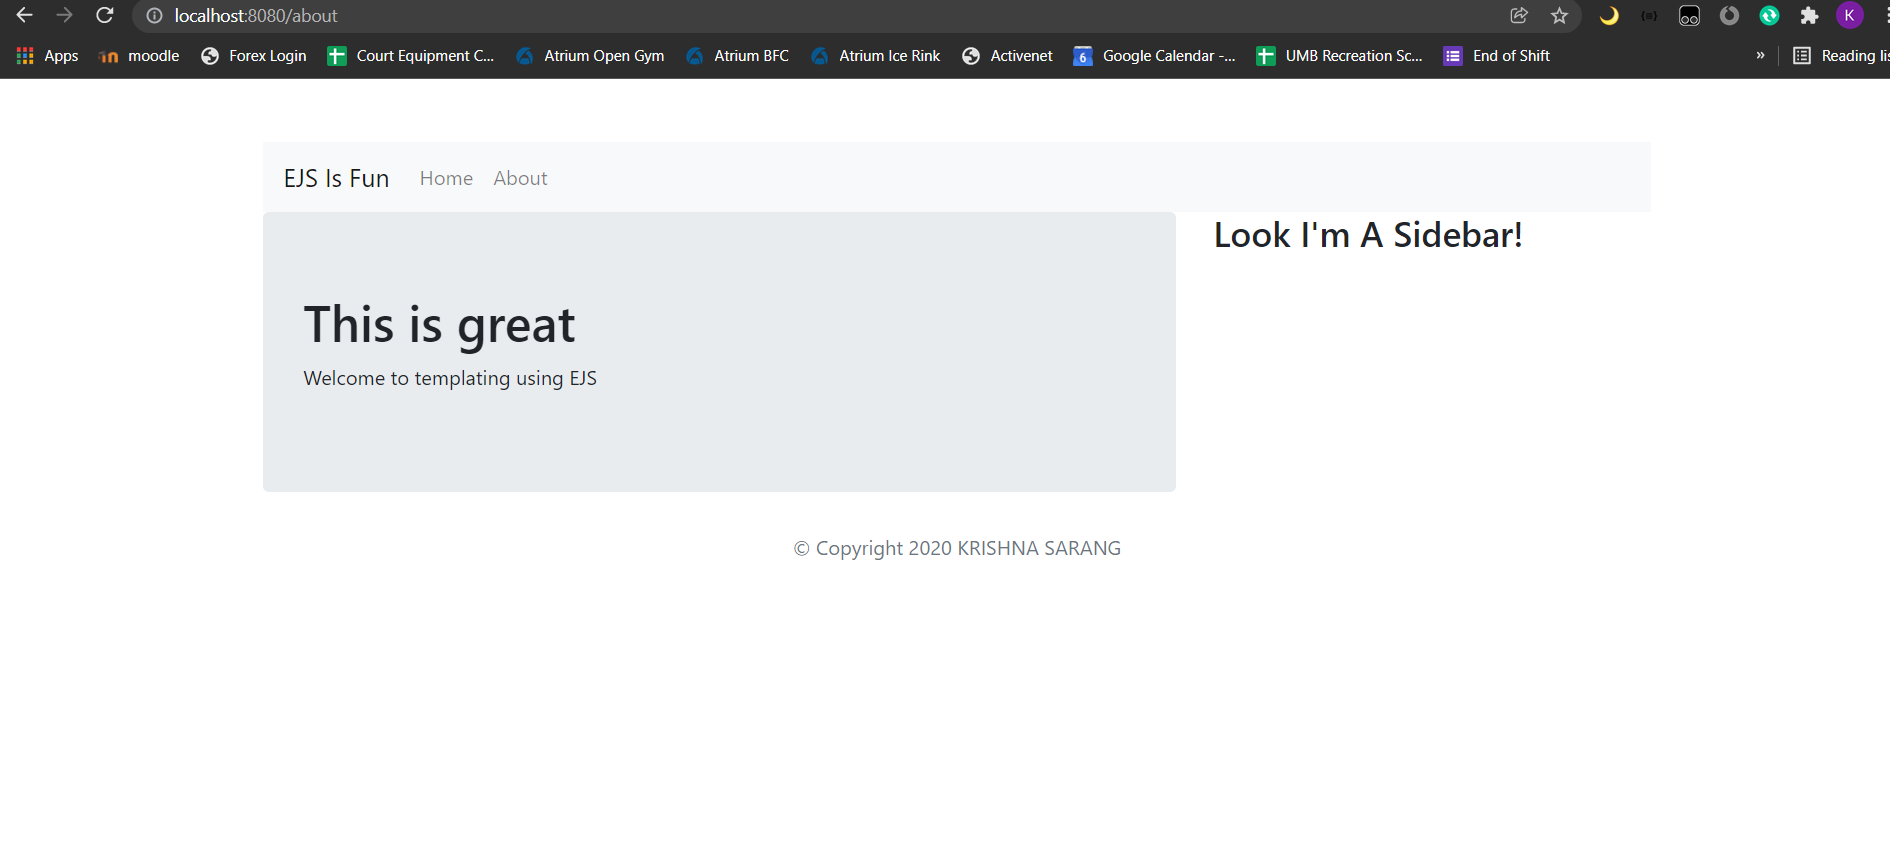 localhost:8080/about
K
Apps moodle Forex Login Court Equipment C... Atrium Open Gym Atrium BFC Atrium Ice Rink Activenet 6 Google Calendar -... UMB Recreation Sc... End of Shift » Reading lis
EJS Is Fun Home About
Look I'm A Sidebar!
This is great
Welcome to templating using EJS
© Copyright 2020 KRISHNA SARANG